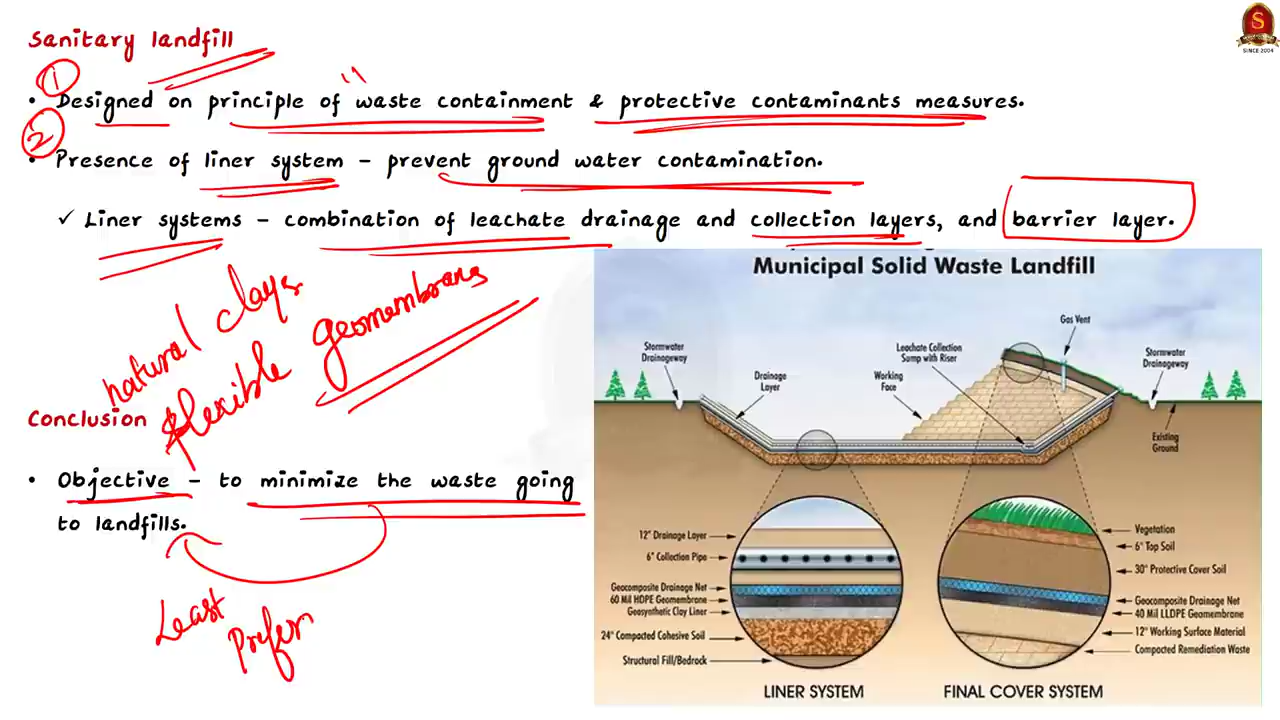 Sanitary landfill
S
SINCE 2004
1
• Designed on principle of waste containment & protective contaminants measures.
2
• Presence of liner system – prevent ground water contamination.
✓ Liner systems – combination of leachate drainage and collection layers, and barrier layer.
natural clays
flexible geomembrans
Conclusion
• Objective – to minimize the waste going
to landfills.
Least
Prefer
Municipal Solid Waste Landfill
Gas Vent
Leachate Collection
Sump with Riser
Stormwater
Drainageway
Stormwater
Drainageway
Drainage
Layer
Working
Face
Existing
Ground
12" Drainage Layer
6" Collection Pipe
Geocomposite Drainage Net
60 Mil HDPE Geomembrane
Geosynthetic Clay Liner
24" Compacted Cohesive Soil
Structural Fill/Bedrock
LINER SYSTEM
Vegetation
6" Top Soil
30" Protective Cover Soil
Geocomposite Drainage Net
40 Mil LLDPE Geomembrane
12" Working Surface Material
Compacted Remediation Waste
FINAL COVER SYSTEM